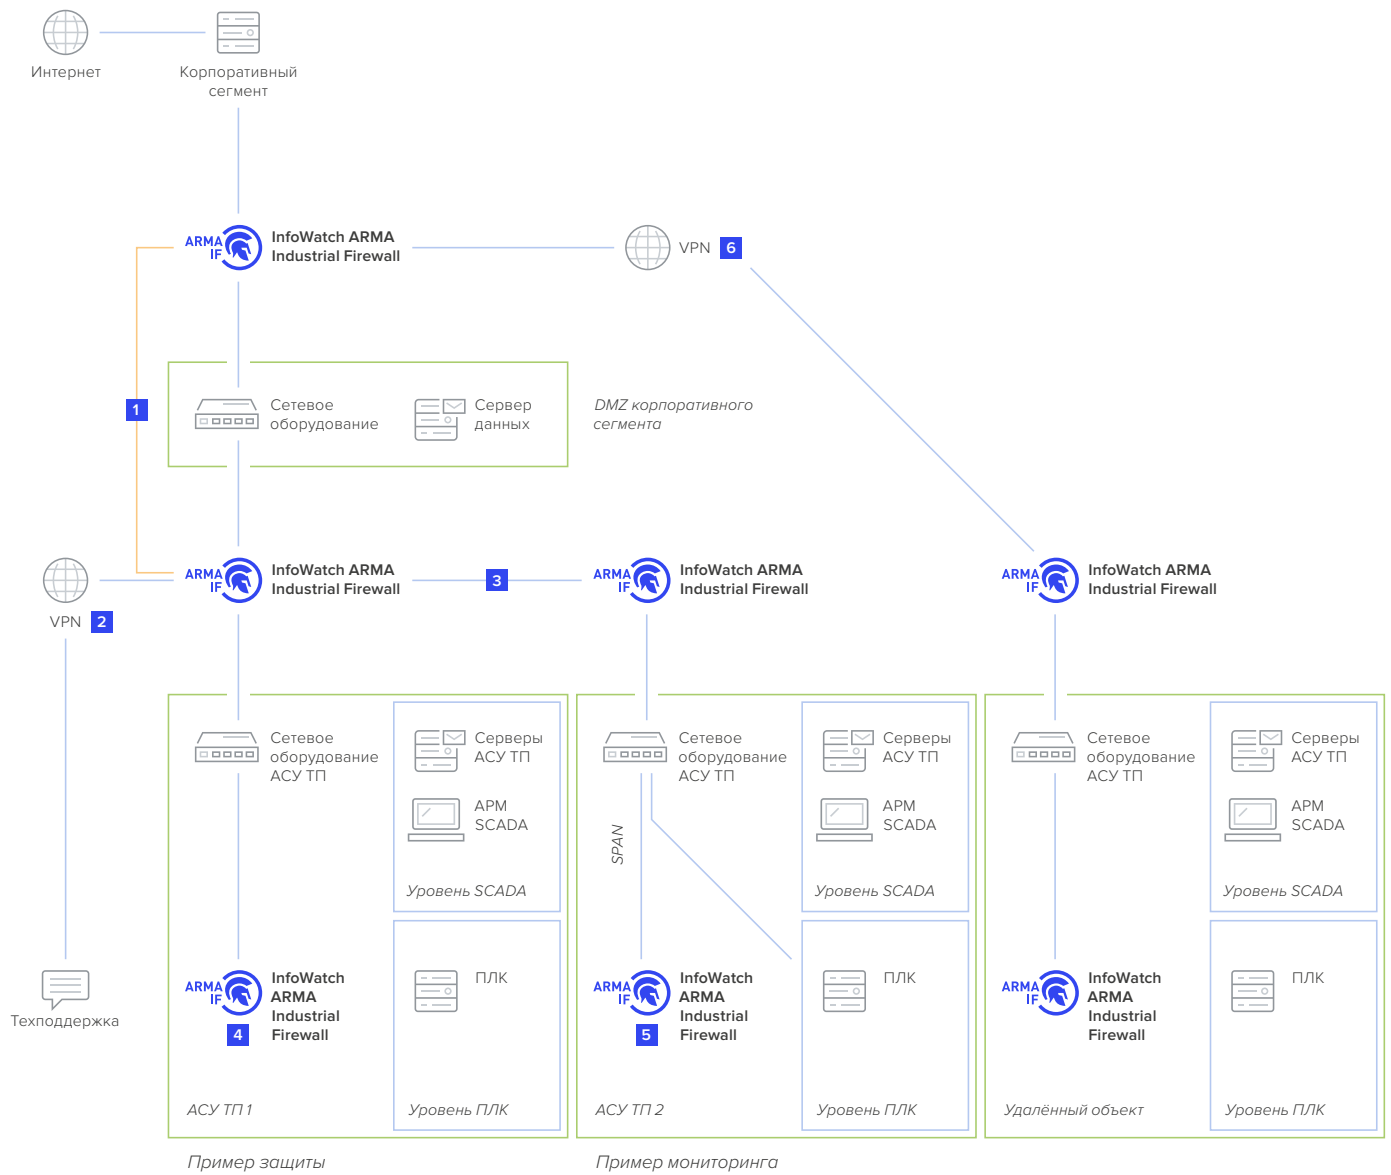 Интернет
Корпоративный
сегмент
ARMA
IF
InfoWatch ARMA
Industrial Firewall
VPN
6
1
Сетевое
оборудование
Сервер
данных
DMZ корпоративного
сегмента
VPN
2
ARMA
IF
InfoWatch ARMA
Industrial Firewall
3
ARMA
IF
InfoWatch ARMA
Industrial Firewall
ARMA
IF
InfoWatch ARMA
Industrial Firewall
Техподдержка
Сетевое
оборудование
АСУ ТП
Серверы
АСУ ТП
АРМ
SCADA
Уровень SCADA
ARMA
IF
InfoWatch
ARMA
Industrial
Firewall
4
ПЛК
АСУ ТП 1
Уровень ПЛК
Пример защиты
Сетевое
оборудование
АСУ ТП
SPAN
Серверы
АСУ ТП
АРМ
SCADA
Уровень SCADA
ARMA
IF
InfoWatch
ARMA
Industrial
Firewall
5
ПЛК
АСУ ТП 2
Уровень ПЛК
Пример мониторинга
Сетевое
оборудование
АСУ ТП
Серверы
АСУ ТП
АРМ
SCADA
Уровень SCADA
ARMA
IF
InfoWatch
ARMA
Industrial
Firewall
ПЛК
Удалённый объект
Уровень ПЛК